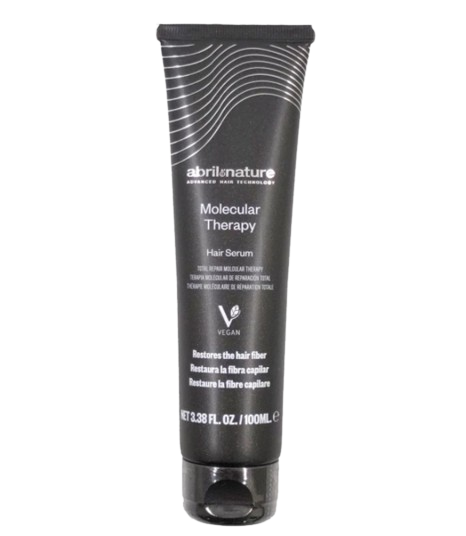 abril&nature
ADVANCED HAIR TECHNOLOGY
Molecular
Therapy
Hair Serum
TOTAL REPAIR MOLCULAR THERAPY
TERAPIA MOLECULAR DE REPARACIÓN TOTAL
THÉRAPIE MOLÉCULAIRE DE RÉPARATION TOTALE
VEGAN
Restores the hair fiber
Restaura la fibra capilar
Restaure la fibre capilare
NET 3.38 FL. OZ. / 100ML. ℮